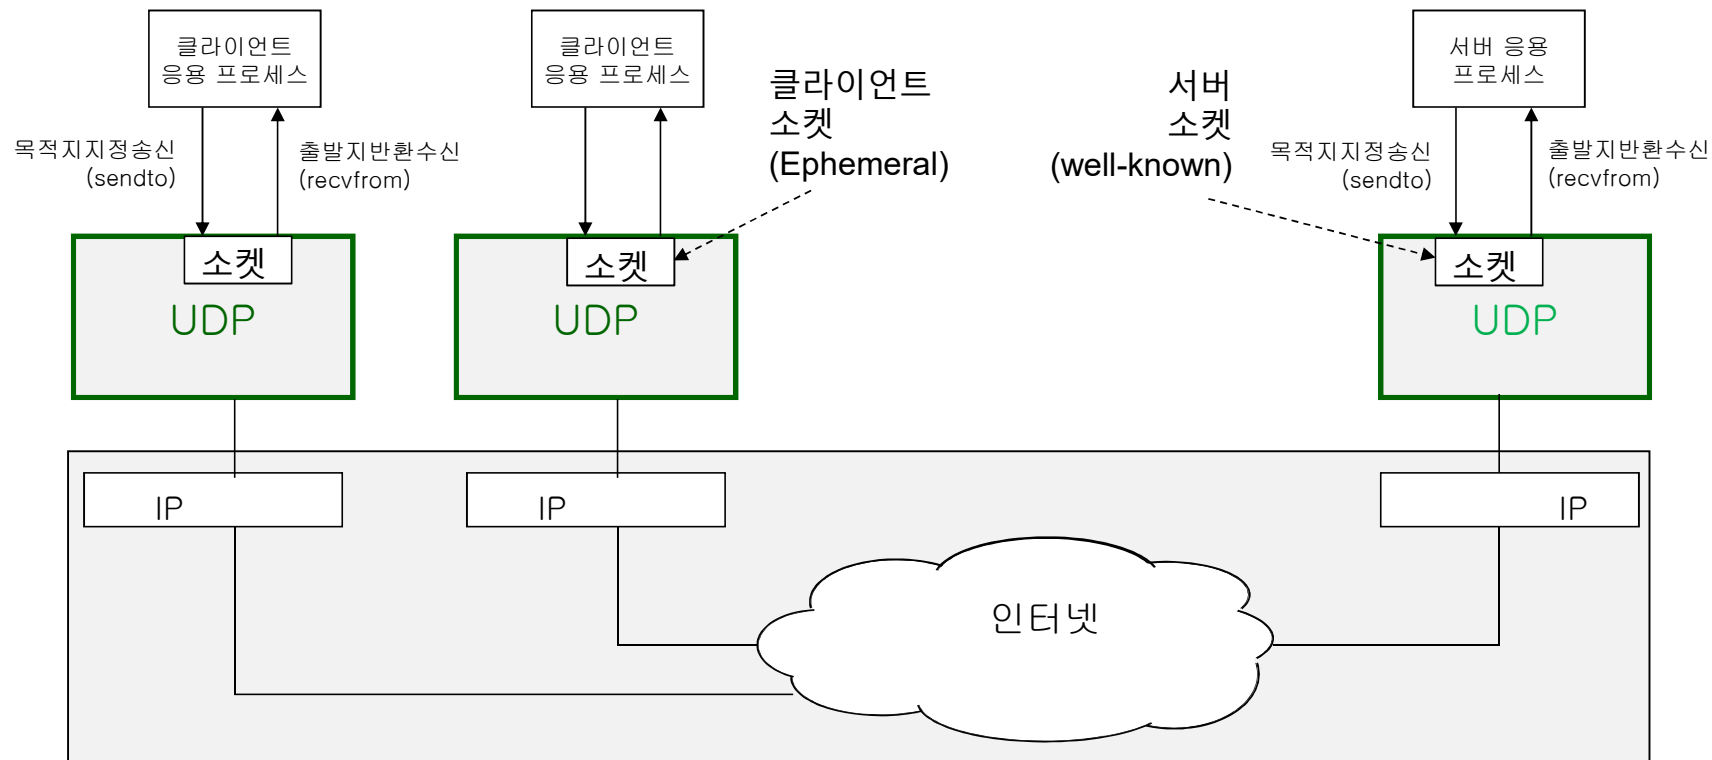 클라이언트
응용 프로세스
클라이언트
응용 프로세스
서버 응용
프로세스
클라이언트
소켓
(Ephemeral)
서버
소켓
(well-known)
목적지지정송신
(sendto)
출발지반환수신
(recvfrom)
목적지지정송신
(sendto)
출발지반환수신
(recvfrom)
소켓
UDP
소켓
UDP
소켓
UDP
IP
IP
IP
인터넷